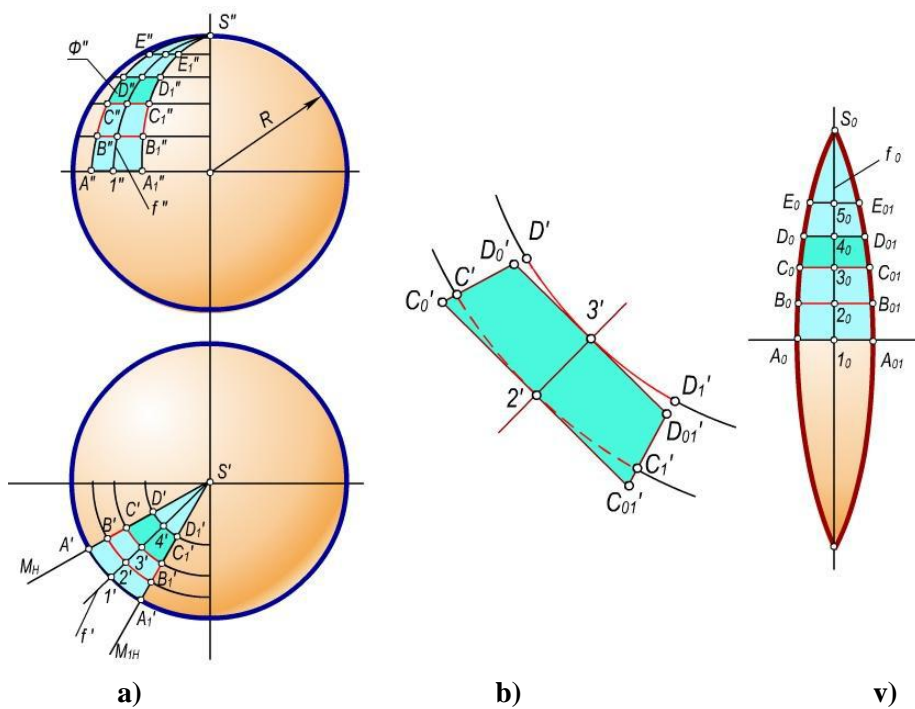 S"
E"
Φ"
E₁"
D"
D₁"
C"
C₁"
R
B"
B₁"
A"
1"
A₁"
f"
S'
D'
C'
B'
D₁'
4'
A'
3'
C₁'
M_H
2'
B₁'
1'
A₁'
f'
M_1H
a)
D'
D₀'
C'
C₀'
3'
2'
D₁'
D₀₁'
C₁'
C₀₁'
b)
S₀
f₀
E₀
E₀₁
5₀
D₀
D₀₁
4₀
C₀
C₀₁
3₀
B₀
B₀₁
2₀
A₀
1₀
A₀₁
v)